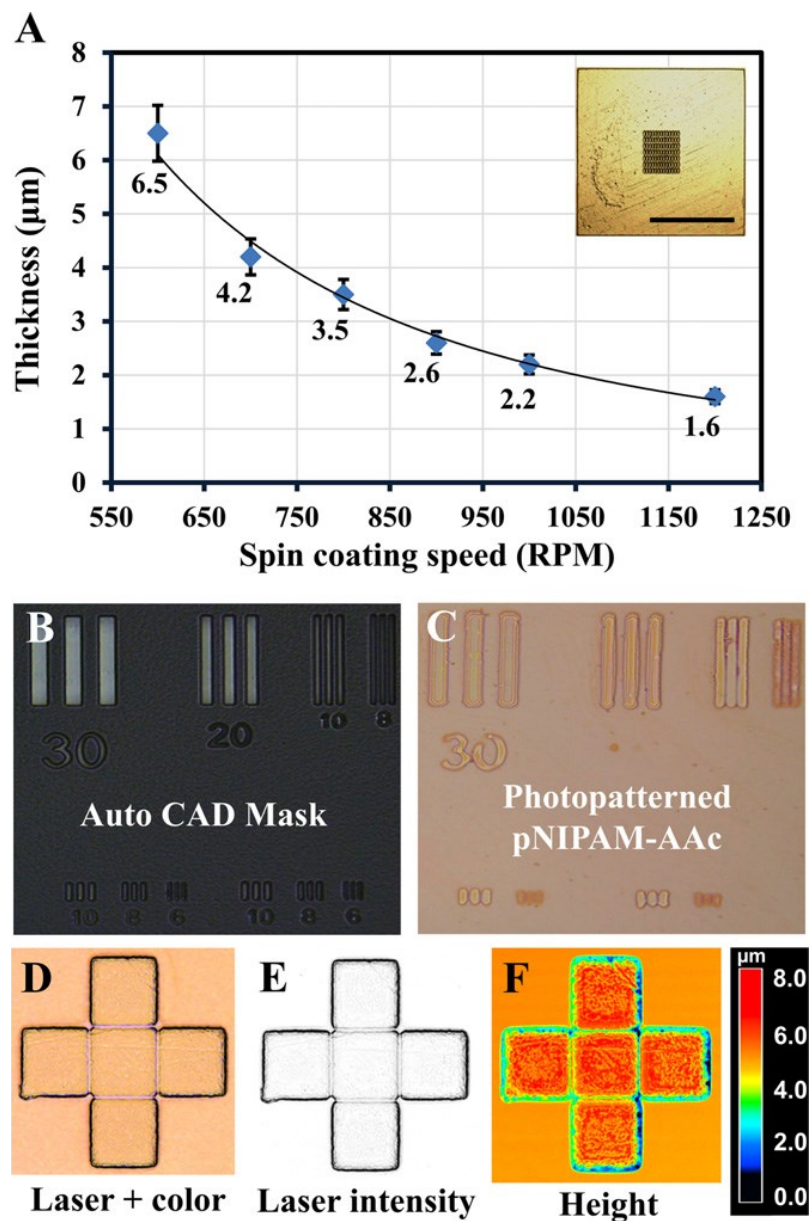 A
8
7
6
5
4
3
2
1
0
Thickness (µm)
6.5
4.2
3.5
2.6
2.2
1.6
550 650 750 850 950 1050 1150 1250
Spin coating speed (RPM)
B
30 20 10 8
Auto CAD Mask
10 8 6 10 8 6
C
30
Photopatterned
pNIPAM-AAc
D
Laser + color
E
Laser intensity
F
Height
µm
8.0
6.0
4.0
2.0
0.0